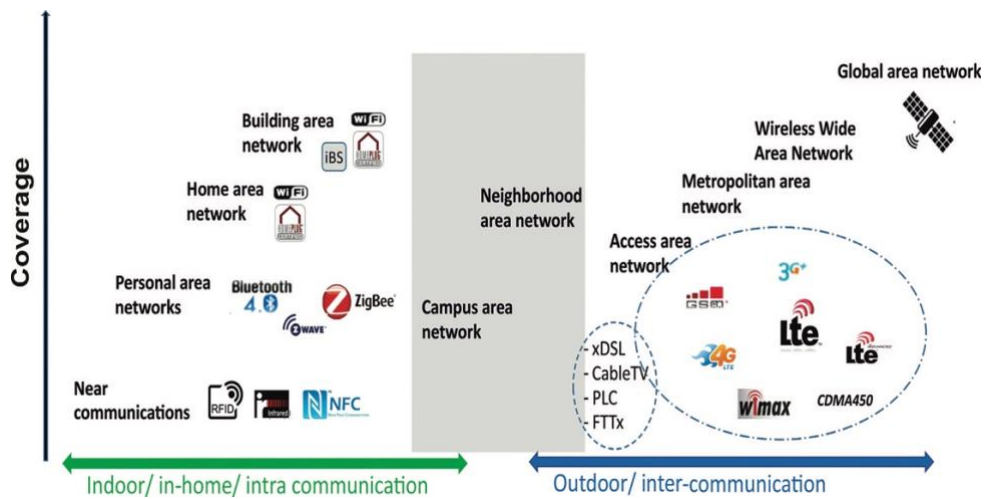 Coverage
Global area network
Wireless Wide
Area Network
Metropolitan area
network
Building area
network
WiFi
iBS
Home area
network
WiFi
Neighborhood
area network
Access area
network
Personal area
networks
Bluetooth
4.0
Z WAVE
ZigBee
Campus area
network
3G+
GSM
Lte
4G
LTE
Lte
ADVANCED
- xDSL
- CableTV
- PLC
- FTTx
wimax
CDMA450
Near
communications
RFID
Infrared
NFC
Indoor/ in-home/ intra communication
Outdoor/ inter-communication